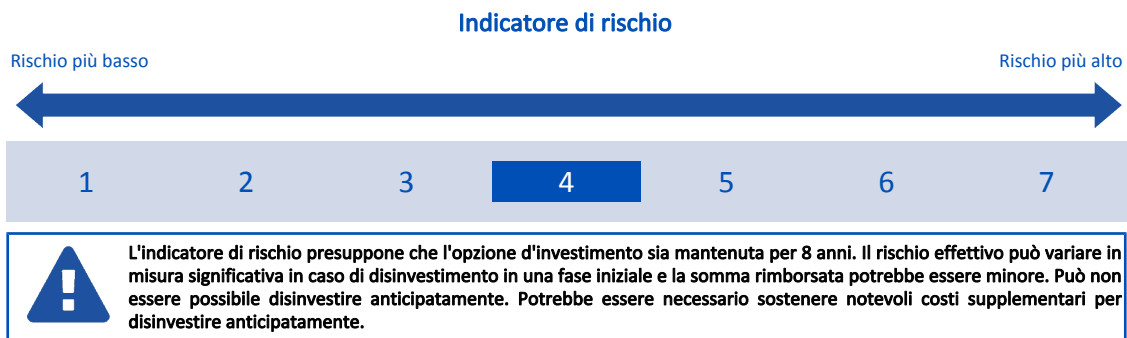 Indicatore di rischio
Rischio più basso Rischio più alto
1 2 3 4 5 6 7
L'indicatore di rischio presuppone che l'opzione d'investimento sia mantenuta per 8 anni. Il rischio effettivo può variare in
misura significativa in caso di disinvestimento in una fase iniziale e la somma rimborsata potrebbe essere minore. Può non
essere possibile disinvestire anticipatamente. Potrebbe essere necessario sostenere notevoli costi supplementari per
disinvestire anticipatamente.